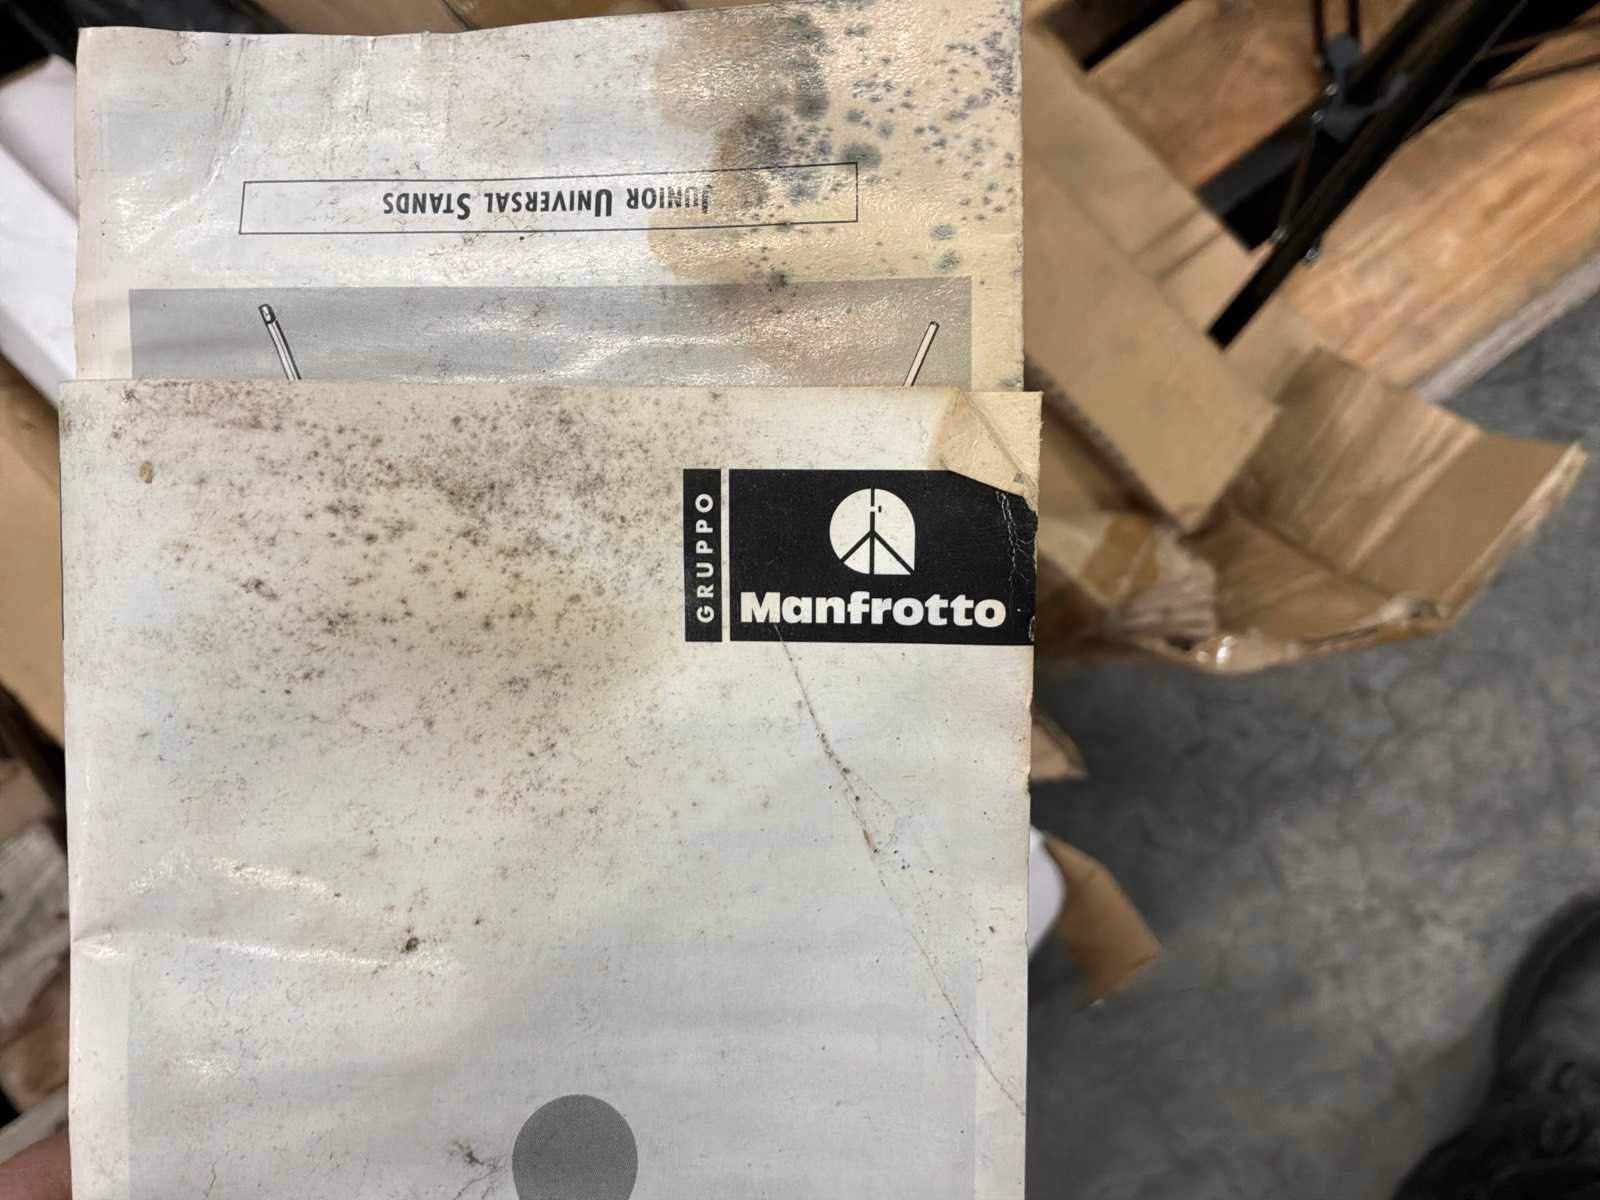 JUNIOR UNIVERSAL STANDS
GRUPPO
Manfrotto